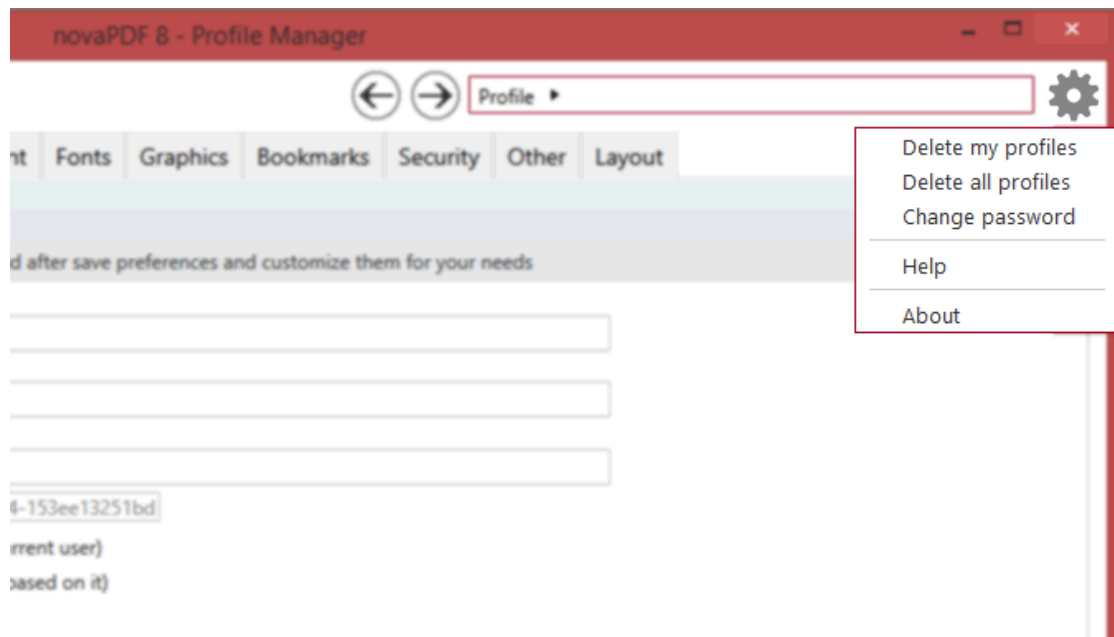 novaPDF 8 - Profile Manager
Profile
nt Fonts Graphics Bookmarks Security Other Layout
Delete my profiles
Delete all profiles
Change password
Help
About
d after save preferences and customize them for your needs
4-153ee13251bd
rrent user)
based on it)